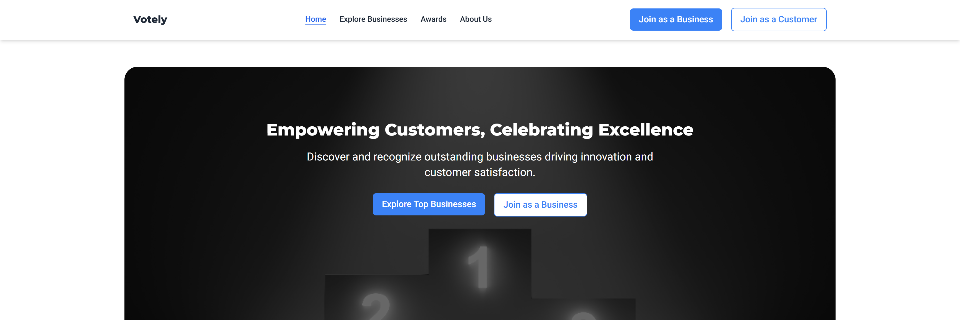 Votely
Home
Explore Businesses
Awards
About Us
Join as a Business
Join as a Customer
Empowering Customers, Celebrating Excellence
Discover and recognize outstanding businesses driving innovation and
customer satisfaction.
Explore Top Businesses
Join as a Business
1
2